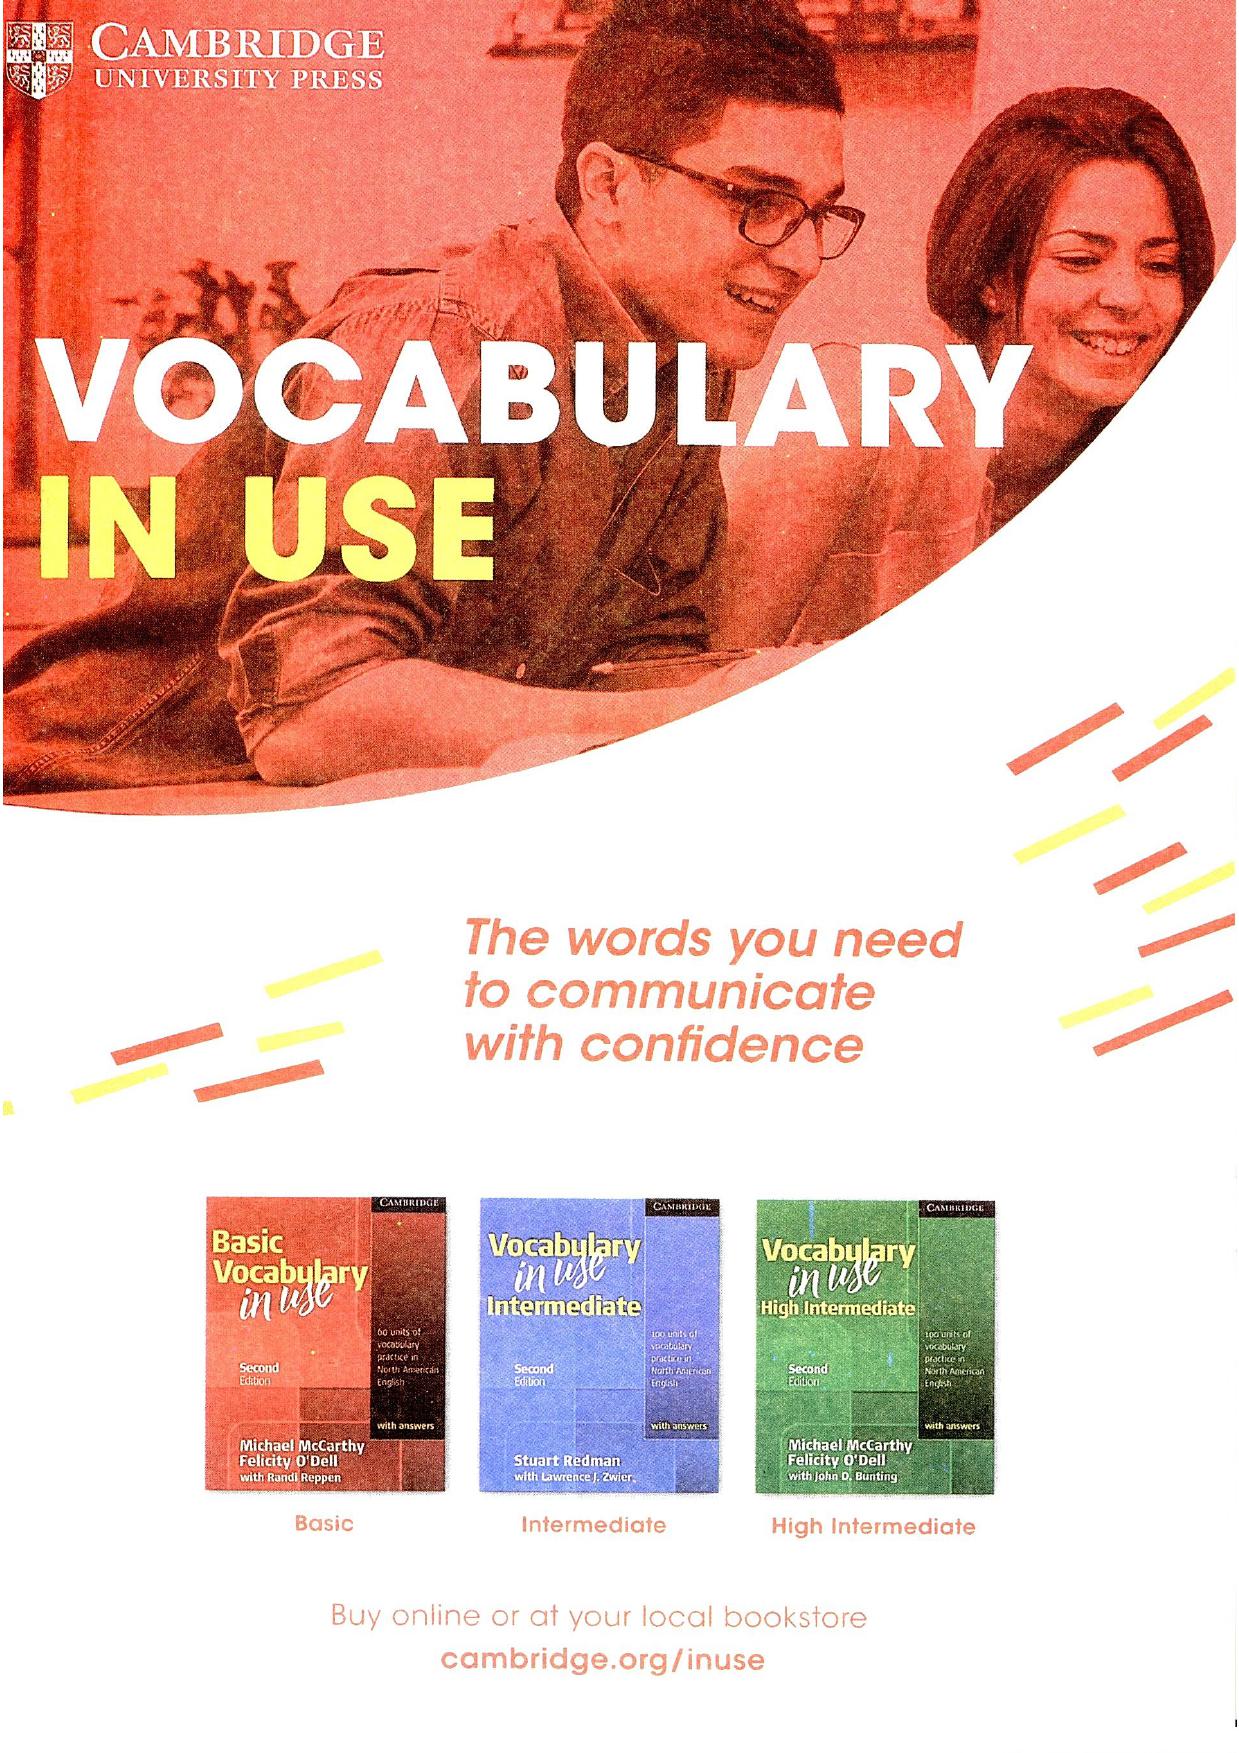 CAMBRIDGE
UNIVERSITY PRESS
VOCABULARY
IN USE
The words you need
to communicate
with confidence
CAMBRIDGE
Basic
Vocabulary
in use
60 units of
vocabulary
practice in
North American
English
Second
Edition
with answers
Michael McCarthy
Felicity O'Dell
with Randi Reppen
CAMBRIDGE
Vocabulary
in use
Intermediate
100 units of
vocabulary
practice in
North American
English
Second
Edition
with answers
Stuart Redman
with Lawrence J. Zwier
CAMBRIDGE
Vocabulary
in use
High Intermediate
100 units of
vocabulary
practice in
North American
English
Second
Edition
with answers
Michael McCarthy
Felicity O'Dell
with John D. Bunting
Basic
Intermediate
High Intermediate
Buy online or at your local bookstore
cambridge.org/inuse